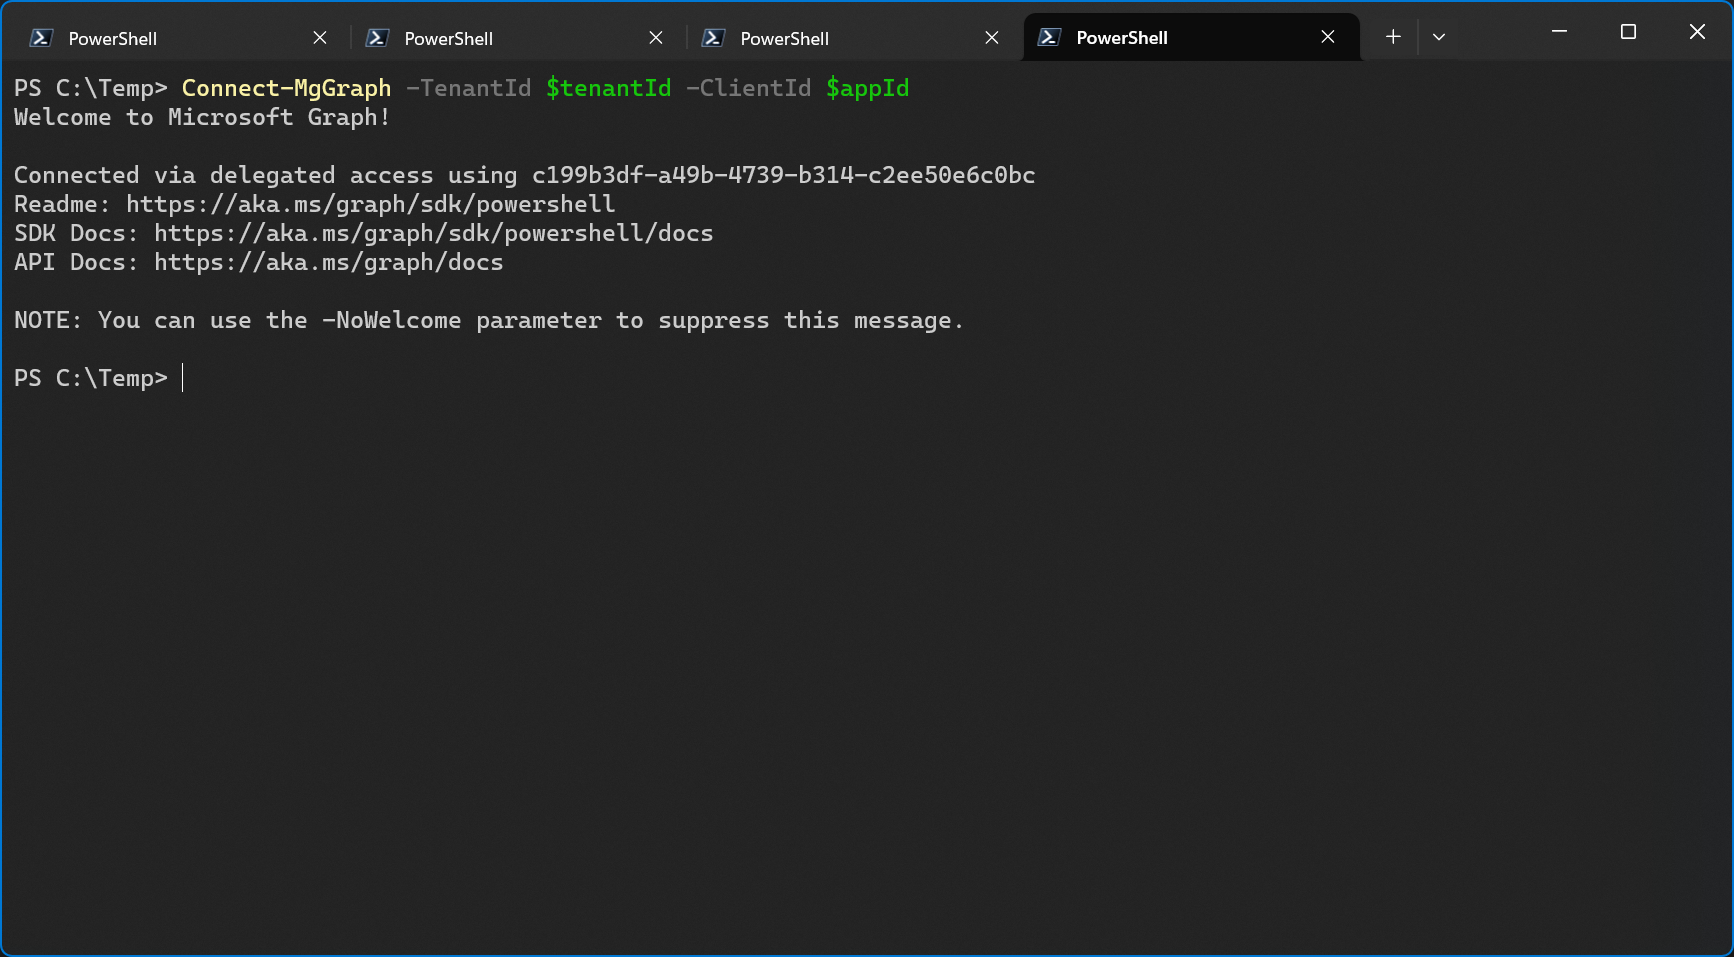 PowerShell
PowerShell
PowerShell
PowerShell
PS C:\Temp> Connect-MgGraph -TenantId $tenantId -ClientId $appId
Welcome to Microsoft Graph!
Connected via delegated access using c199b3df-a49b-4739-b314-c2ee50e6c0bc
Readme: https://aka.ms/graph/sdk/powershell
SDK Docs: https://aka.ms/graph/sdk/powershell/docs
API Docs: https://aka.ms/graph/docs
NOTE: You can use the -NoWelcome parameter to suppress this message.
PS C:\Temp>